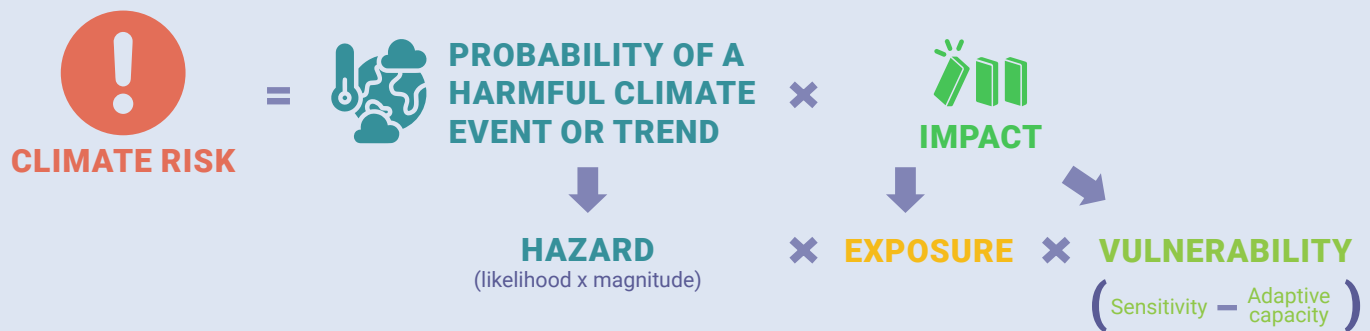 CLIMATE RISK
=
PROBABILITY OF A
HARMFUL CLIMATE
EVENT OR TREND
×
IMPACT
HAZARD
(likelihood x magnitude)
×
EXPOSURE
×
VULNERABILITY
(Sensitivity – Adaptive
capacity)